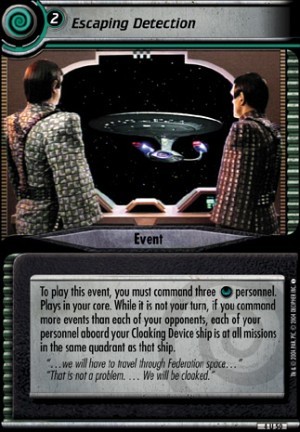 2
Escaping Detection
Event
To play this event, you must command three personnel.
Plays in your core. While it is not your turn, if you command
more events than each of your opponents, each of your
personnel aboard your Cloaking Device ship is at all missions
in the same quadrant as that ship.
"…we will have to travel through Federation space…"
"That is not a problem. … We will be cloaked."
4 U 50